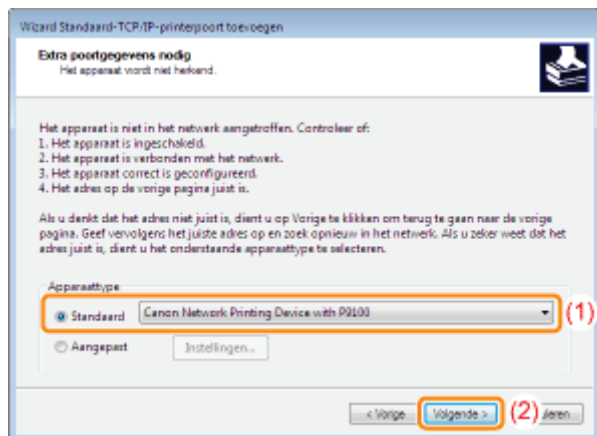 Wizard Standaard-TCP/IP-printerpoort toevoegen
Extra poortgegevens nodig
Het apparaat wordt niet herkend.
Het apparaat is niet in het netwerk aangetroffen. Controleer of:
1. Het apparaat is ingeschakeld.
2. Het apparaat is verbonden met het netwerk.
3. Het apparaat correct is geconfigureerd.
4. Het adres op de vorige pagina juist is.
Als u denkt dat het adres niet juist is, dient u op Vorige te klikken om terug te gaan naar de vorige
pagina. Geef vervolgens het juiste adres op en zoek opnieuw in het netwerk. Als u zeker weet dat het
adres juist is, dient u het onderstaande apparaattype te selecteren.
Apparaattype
Standaard Canon Network Printing Device with P9100 (1)
Aangepast Instellingen...
< Vorige Volgende > (2) leren